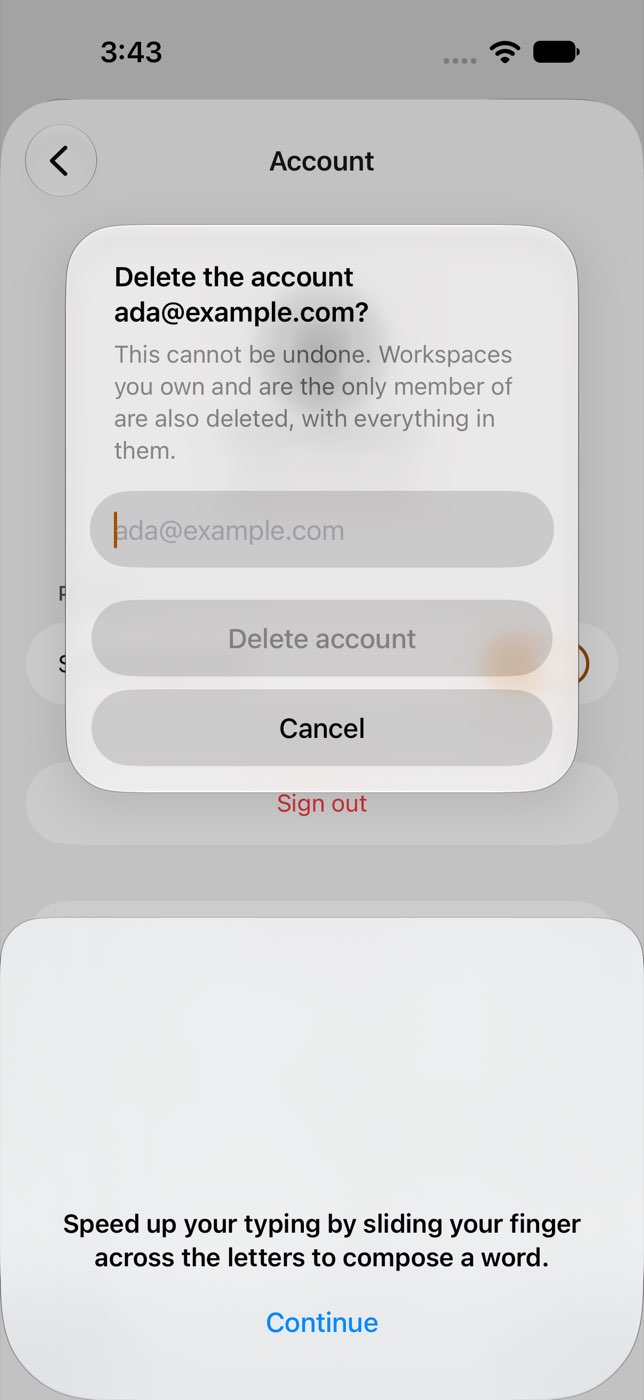 3:43
Account
Delete the account
ada@example.com?
This cannot be undone. Workspaces
you own and are the only member of
are also deleted, with everything in
them.
ada@example.com
Delete account
Cancel
Sign out
Speed up your typing by sliding your finger
across the letters to compose a word.
Continue